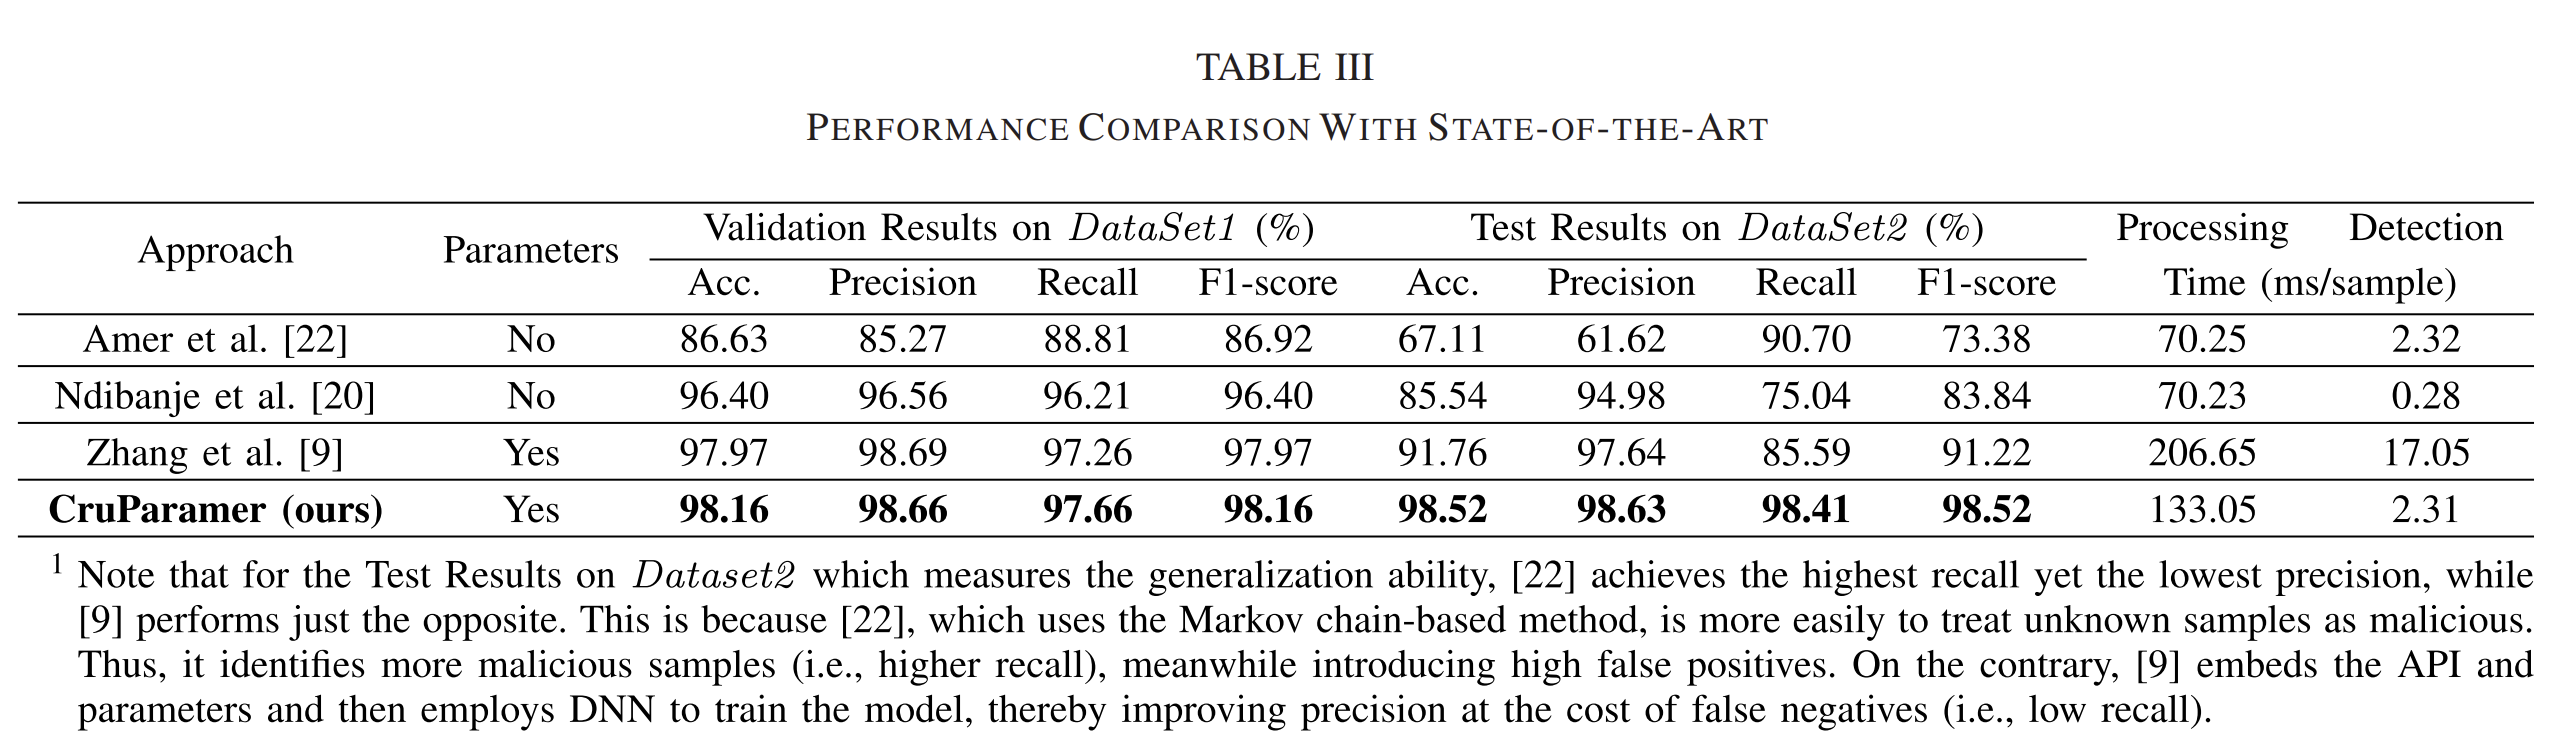 TABLE III
PERFORMANCE COMPARISON WITH STATE-OF-THE-ART
Approach Parameters Validation Results on DataSet1 (%) Test Results on DataSet2 (%) Processing Detection
Acc. Precision Recall F1-score Acc. Precision Recall F1-score Time (ms/sample)
Amer et al. [22] No 86.63 85.27 88.81 86.92 67.11 61.62 90.70 73.38 70.25 2.32
Ndibanje et al. [20] No 96.40 96.56 96.21 96.40 85.54 94.98 75.04 83.84 70.23 0.28
Zhang et al. [9] Yes 97.97 98.69 97.26 97.97 91.76 97.64 85.59 91.22 206.65 17.05
CruParamer (ours) Yes 98.16 98.66 97.66 98.16 98.52 98.63 98.41 98.52 133.05 2.31
1 Note that for the Test Results on Dataset2 which measures the generalization ability, [22] achieves the highest recall yet the lowest precision, while
[9] performs just the opposite. This is because [22], which uses the Markov chain-based method, is more easily to treat unknown samples as malicious.
Thus, it identifies more malicious samples (i.e., higher recall), meanwhile introducing high false positives. On the contrary, [9] embeds the API and
parameters and then employs DNN to train the model, thereby improving precision at the cost of false negatives (i.e., low recall).